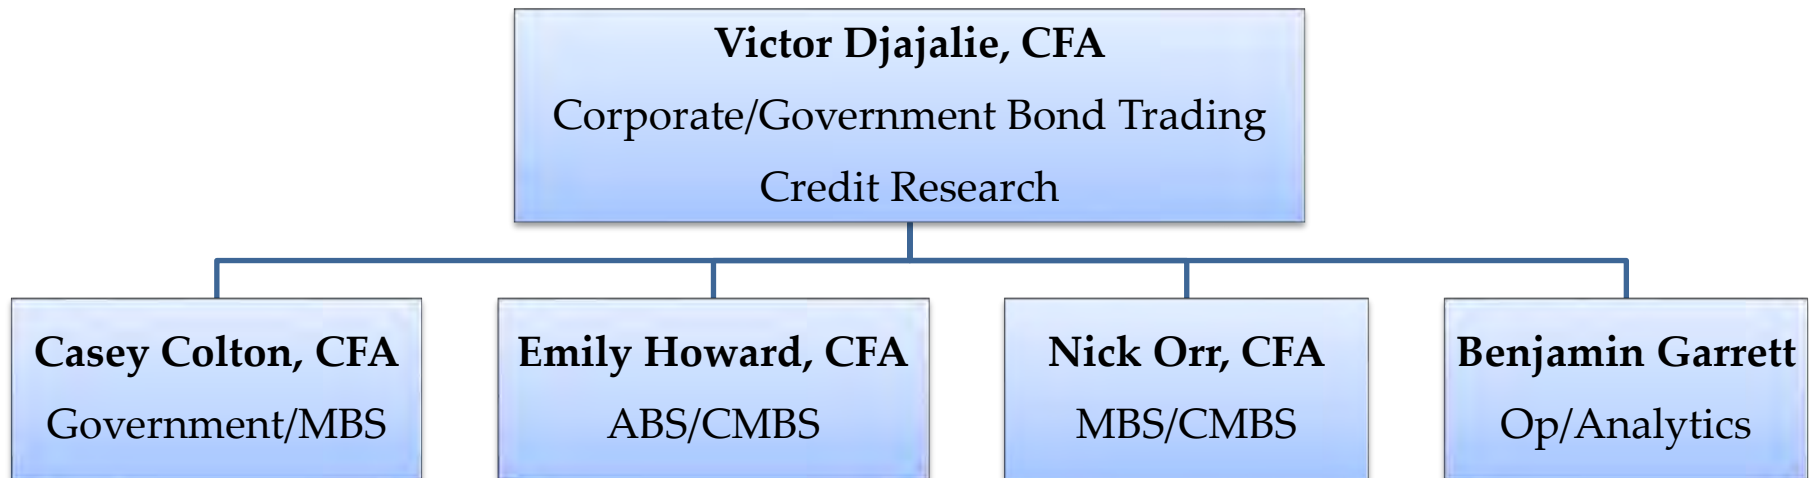 Victor Djajalie, CFA
Corporate/Government Bond Trading
Credit Research
Casey Colton, CFA
Government/MBS
Emily Howard, CFA
ABS/CMBS
Nick Orr, CFA
MBS/CMBS
Benjamin Garrett
Op/Analytics